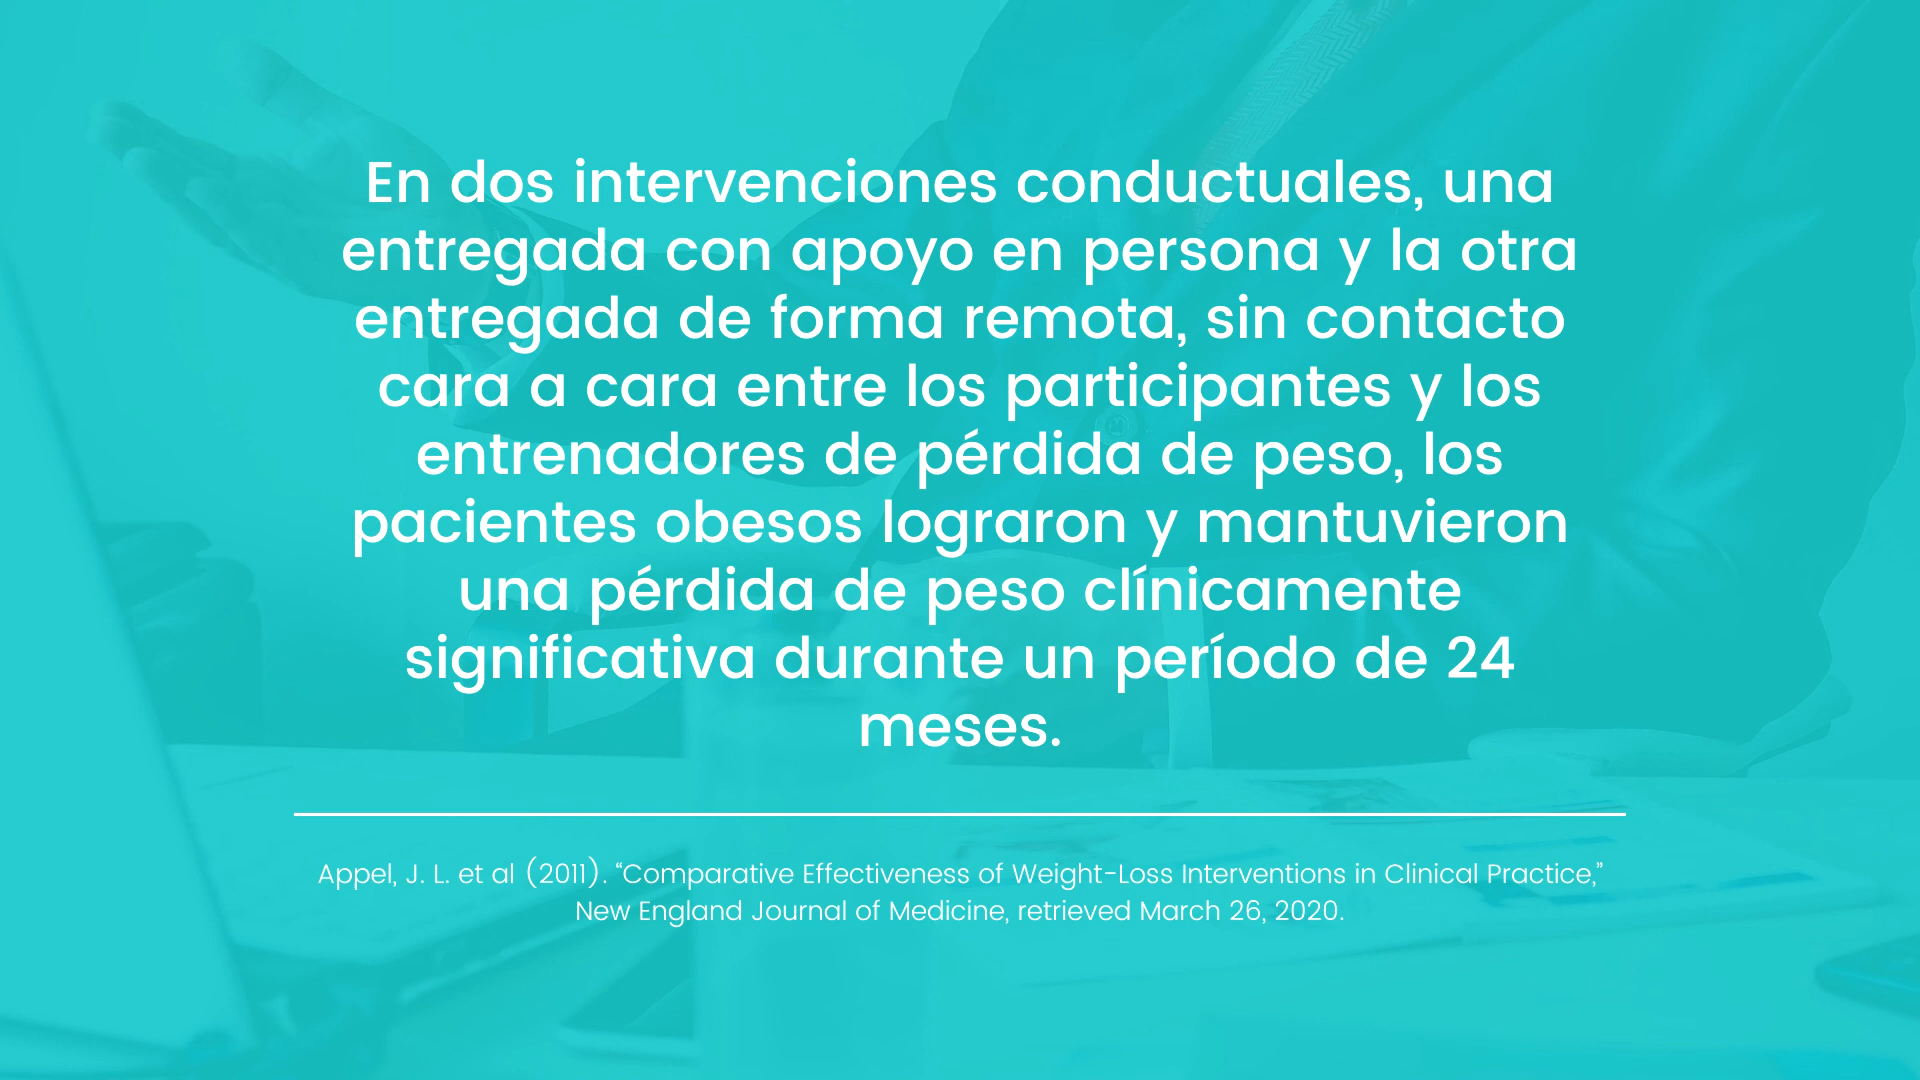 En dos intervenciones conductuales, una
entregada con apoyo en persona y la otra
entregada de forma remota, sin contacto
cara a cara entre los participantes y los
entrenadores de pérdida de peso, los
pacientes obesos lograron y mantuvieron
una pérdida de peso clínicamente
significativa durante un período de 24
meses.
Appel, J. L. et al (2011). “Comparative Effectiveness of Weight-Loss Interventions in Clinical Practice,”
New England Journal of Medicine, retrieved March 26, 2020.